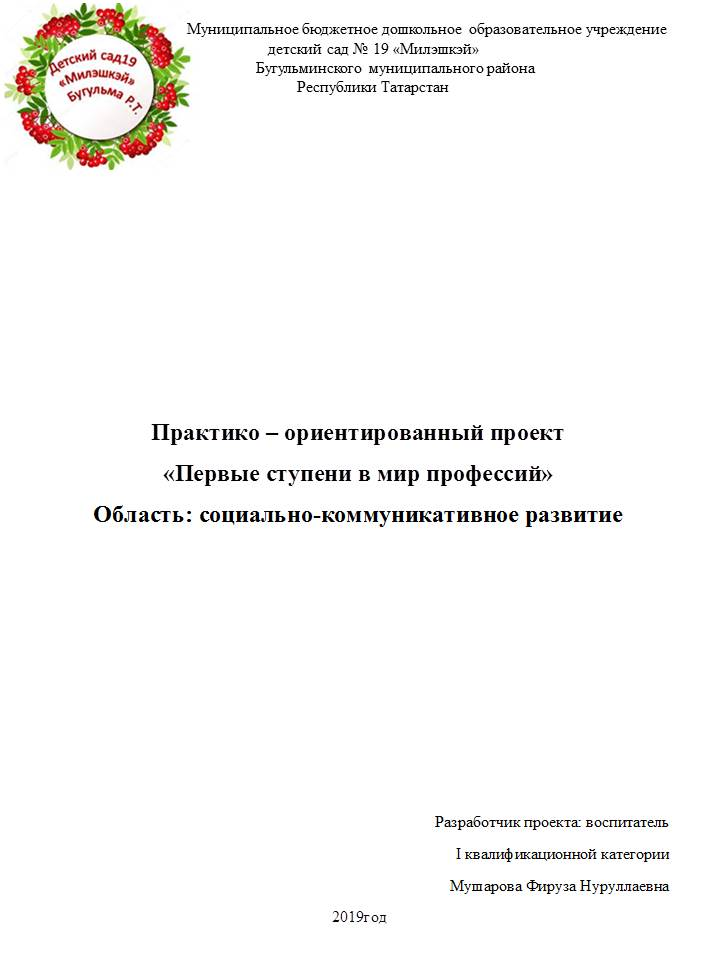 Муниципальное бюджетное дошкольное образовательное учреждение
детский сад № 19 «Милэшкэй»
Бугульминского муниципального района
Республики Татарстан
Детский сад19
«Милэшкэй»
Бугульма Р.Т.
Практико – ориентированный проект
«Первые ступени в мир профессий»
Область: социально-коммуникативное развитие
Разработчик проекта: воспитатель
I квалификационной категории
Мушарова Фируза Нуруллаевна
2019год